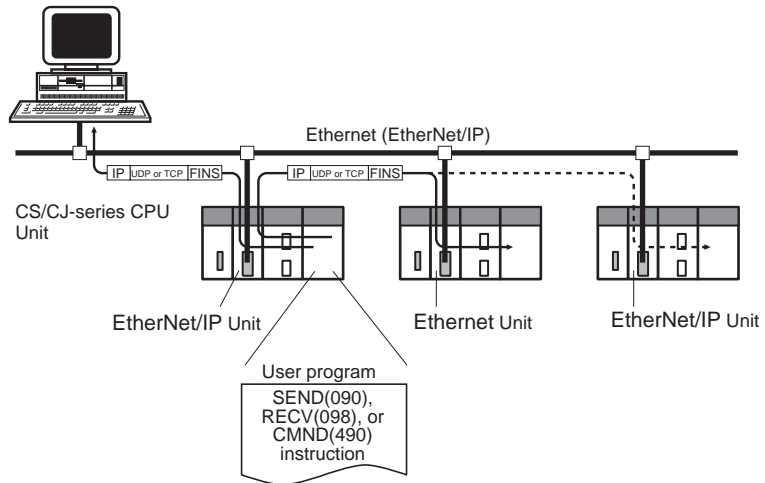 Ethernet (EtherNet/IP)
IP UDP or TCP FINS
IP UDP or TCP FINS
CS/CJ-series CPU
Unit
EtherNet/IP Unit
Ethernet Unit
EtherNet/IP Unit
User program
SEND(090),
RECV(098), or
CMND(490)
instruction